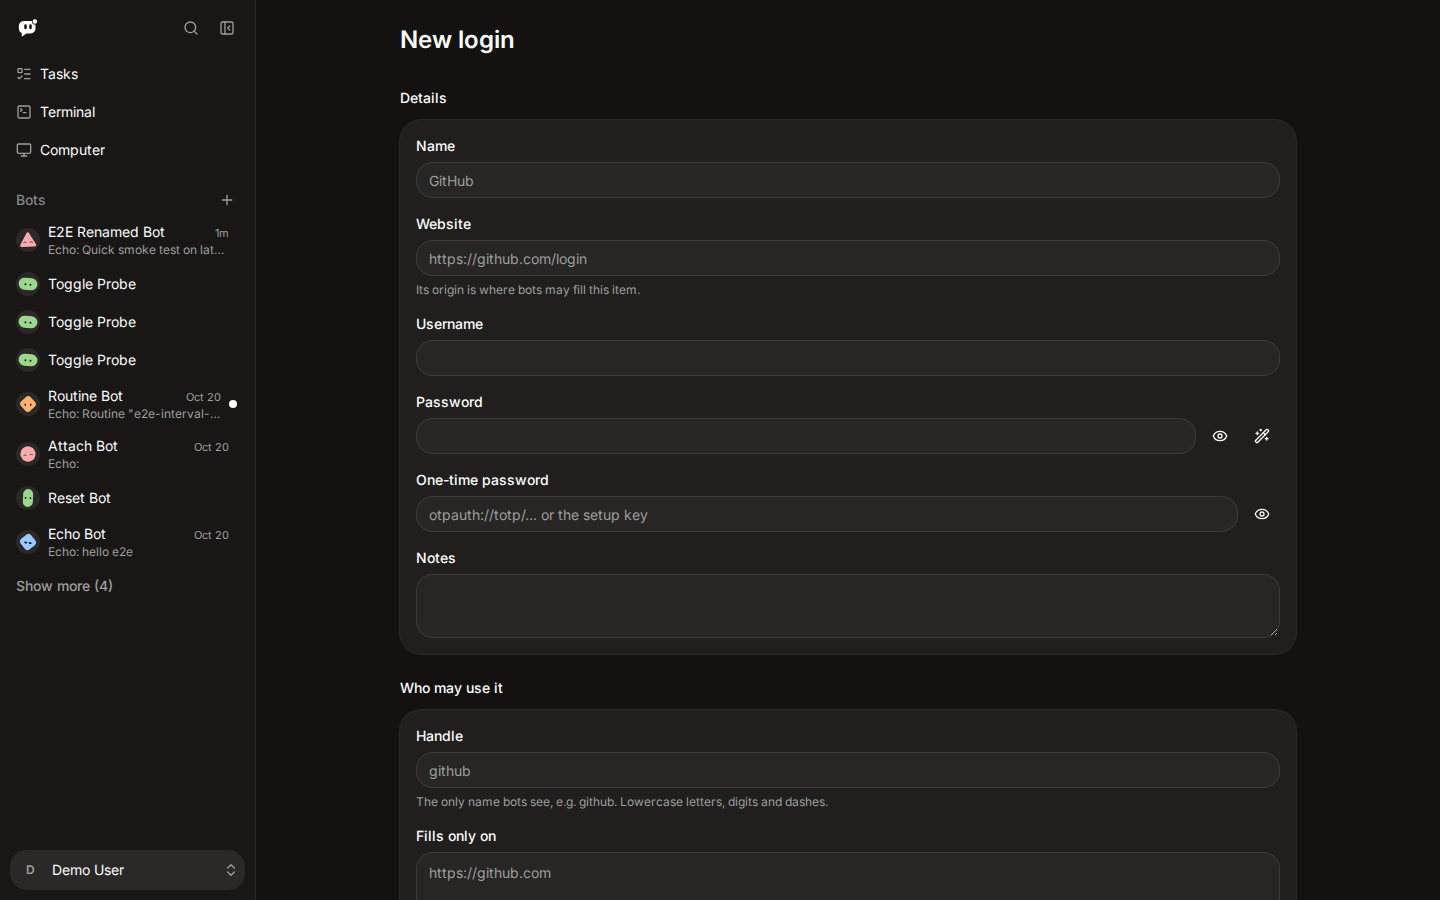 New login
Tasks
Terminal
Computer
Bots
E2E Renamed Bot 1m
Echo: Quick smoke test on lat...
Toggle Probe
Toggle Probe
Toggle Probe
Routine Bot Oct 20
Echo: Routine "e2e-interval-...
Attach Bot Oct 20
Echo:
Reset Bot
Echo Bot Oct 20
Echo: hello e2e
Show more (4)
D Demo User
Details
Name
GitHub
Website
https://github.com/login
Its origin is where bots may fill this item.
Username
Password
One-time password
otpauth://totp/... or the setup key
Notes
Who may use it
Handle
github
The only name bots see, e.g. github. Lowercase letters, digits and dashes.
Fills only on
https://github.com